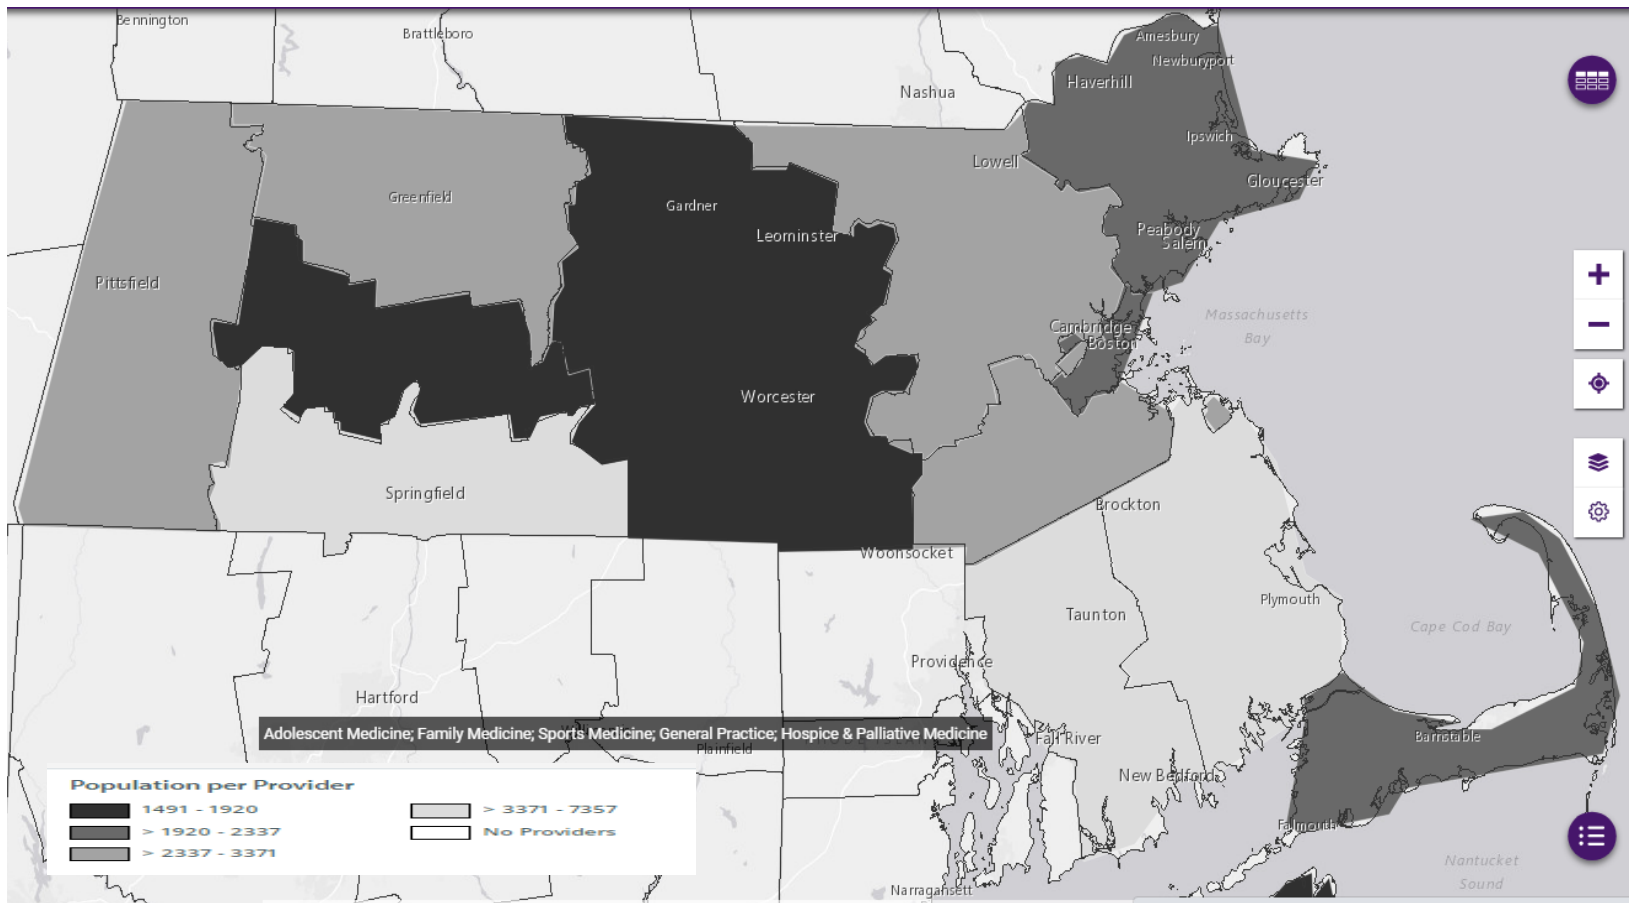 Bennington
Brattleboro
Amesbury
Newburyport
Haverhill
Nashua
Ipswich
Lowell
Gloucester
Greenfield
Gardner
Leominster
Peabody
Salem
Pittsfield
Massachusetts
Bay
Cambridge
Boston
Worcester
Springfield
Brockton
Woonsocket
Plymouth
Taunton
Cape Cod Bay
Providence
Hartford
Adolescent Medicine; Family Medicine; Sports Medicine; General Practice; Hospice & Palliative Medicine
Fall River
Barnstable
Plainfield
New Bedford
Population per Provider
1491 - 1920
> 1920 - 2337
> 2337 - 3371
> 3371 - 7357
No Providers
Falmouth
Nantucket
Sound
Narragansett